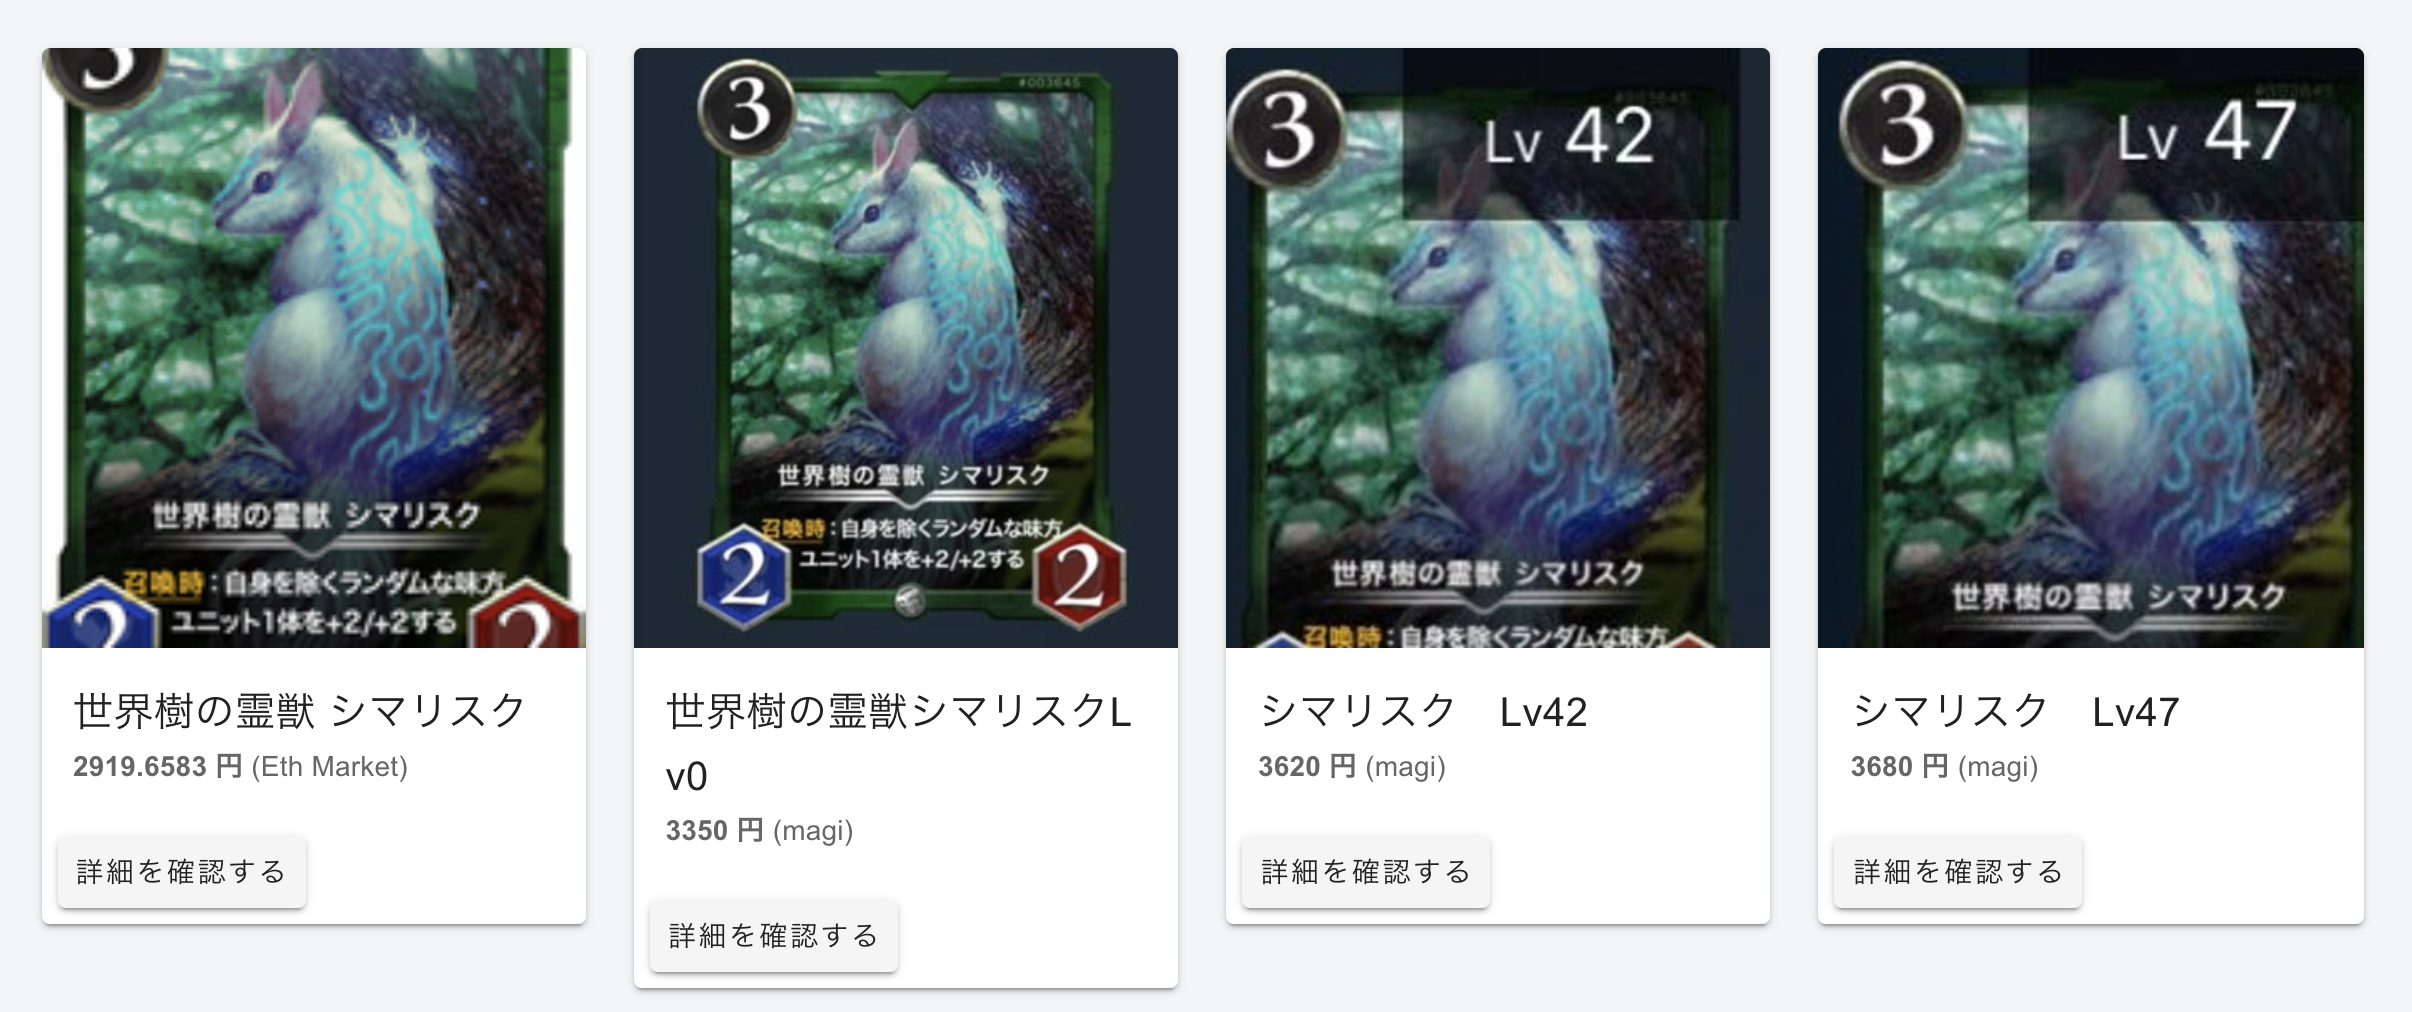 3
世界樹の霊獣 シマリスク
召喚時：自身を除くランダムな味方
ユニット1体を+2/+2する
2
2
世界樹の霊獣 シマリスク
2919.6583 円 (Eth Market)
詳細を確認する
3
#003645
世界樹の霊獣 シマリスク
召喚時：自身を除くランダムな味方
ユニット1体を+2/+2する
2
2
世界樹の霊獣シマリスクL
v0
3350 円 (magi)
詳細を確認する
3
Lv 42
世界樹の霊獣 シマリスク
召喚時：自身を除くランダムな味方
シマリスク　Lv42
3620 円 (magi)
詳細を確認する
3
Lv 47
世界樹の霊獣 シマリスク
シマリスク　Lv47
3680 円 (magi)
詳細を確認する